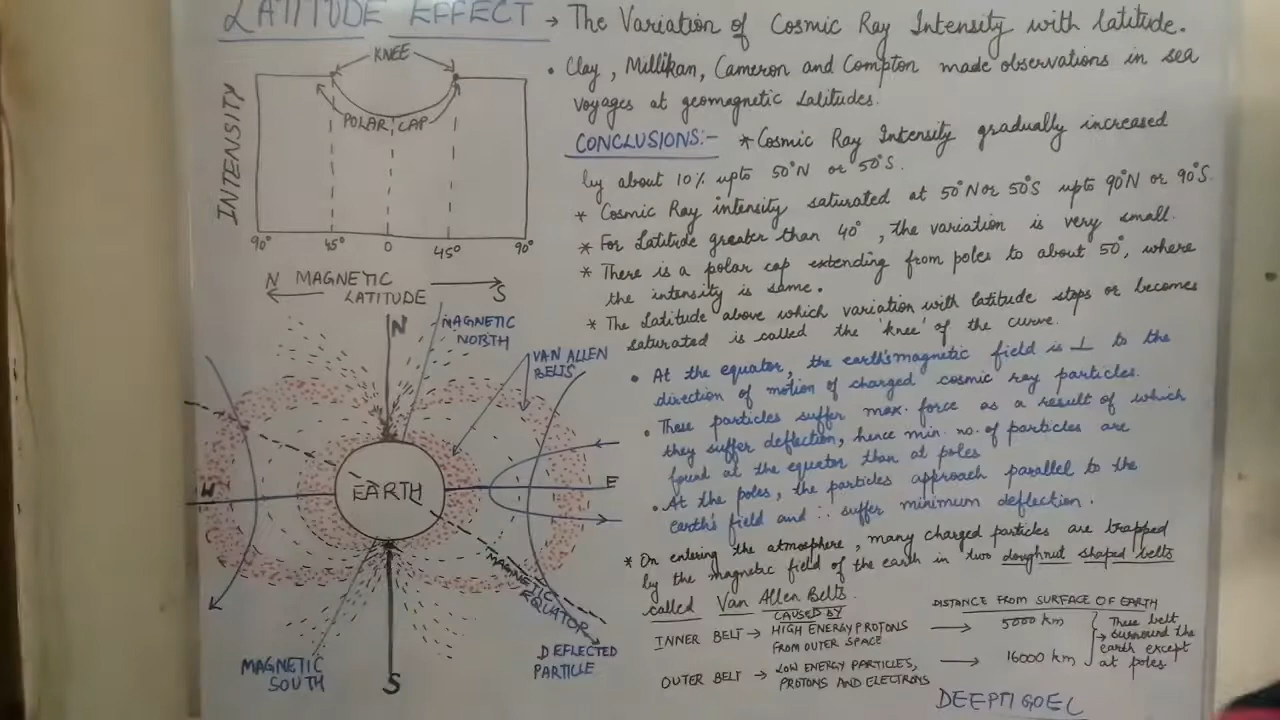 LATITUDE EFFECT → The Variation of Cosmic Ray Intensity with latitude.
• Clay, Millikan, Cameron and Compton made observations in sea
voyages at geomagnetic Latitudes.
CONCLUSIONS:- * Cosmic Ray Intensity gradually increased
by about 10% upto 50°N or 50°S.
* Cosmic Ray intensity saturated at 50°N or 50°S upto 90°N or 90°S.
* For Latitude greater than 40°, the variation is very small.
* There is a polar cap extending from poles to about 50°, where
the intensity is same.
* The Latitude above which variation with latitude stops or becomes
saturated is called the 'knee' of the curve.
• At the equator, the earth's magnetic field is ⊥ to the
direction of motion of charged cosmic ray particles.
• These particles suffer max. force as a result of which
they suffer deflection, hence min. no. of particles are
found at the equator than at poles
• At the poles, the particles approach parallel to the
earth's field and ∴ suffer minimum deflection.
* On entering the atmosphere, many charged particles are trapped
by the magnetic field of the earth in two doughnut shaped belts
called Van Allen Belts.
CAUSED BY
DISTANCE FROM SURFACE OF EARTH
INNER BELT → HIGH ENERGY PROTONS
FROM OUTER SPACE
→ 5000 km
OUTER BELT → LOW ENERGY PARTICLES,
PROTONS AND ELECTRONS
→ 16000 km
These belt
→ surround the
earth except
at poles
DEEPTI GOEL
KNEE
POLAR CAP
INTENSITY
90° 45° 0 45° 90°
N MAGNETIC S
LATITUDE
N
MAGNETIC
NORTH
VAN ALLEN
BELTS
W
EARTH
E
MAGNETIC
EQUATOR
DEFLECTED
PARTICLE
MAGNETIC
SOUTH
S